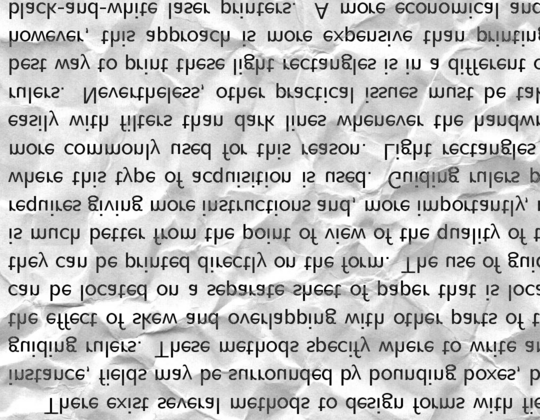 There exist several methods to design forms with fie
instance, fields may be surrounded by bounding boxes, b
guiding rulers. These methods specify where to write an
the effect of skew and overlapping with other parts of t
can be located on a separate sheet of paper that is loca
they can be printed directly on the form. The use of guid
is much better from the point of view of the quality of t
requires giving more instructions and, more importantly, r
where this type of acquisition is used. Guiding rulers p
more commonly used for this reason. Light rectangles
easily with filters than dark lines whenever the handwr
rulers. Nevertheless, other practical issues must be tak
best way to print these light rectangles is in a different c
however, this approach is more expensive than printing
black-and-white laser printers. A more economical and